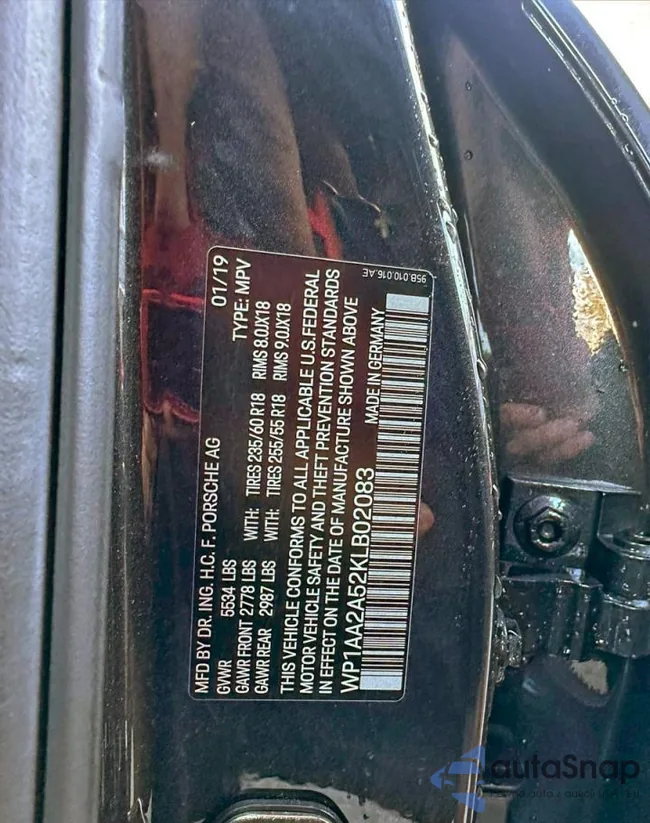 MFD BY DR. ING. H.C. F. PORSCHE AG 01/19
GVWR 5534 LBS TYPE: MPV
GAWR FRONT 2778 LBS WITH: TIRES 235/60 R18 RIMS 8.0JX18
GAWR REAR 2987 LBS WITH: TIRES 255/55 R18 RIMS 9.0JX18
THIS VEHICLE CONFORMS TO ALL APPLICABLE U.S.FEDERAL
MOTOR VEHICLE SAFETY AND THEFT PREVENTION STANDARDS
IN EFFECT ON THE DATE OF MANUFACTURE SHOWN ABOVE
WP1AA2A52KLB02083 MADE IN GERMANY
95B.010.016.AE
autaSnap